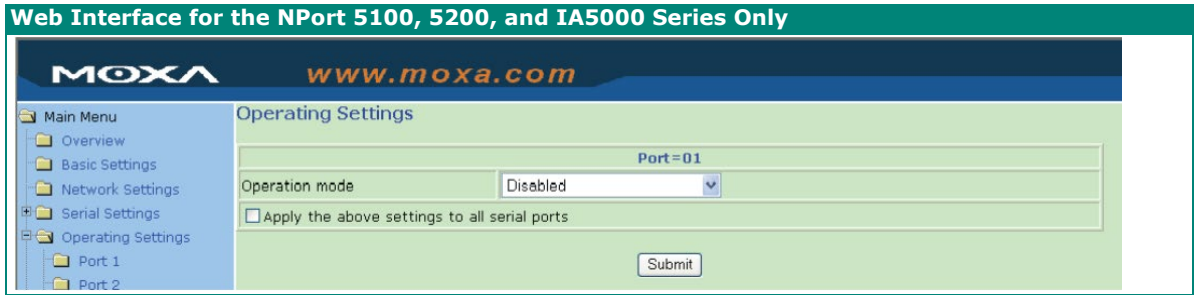 Web Interface for the NPort 5100, 5200, and IA5000 Series Only
MOXA www.moxa.com
Main Menu
Overview
Basic Settings
Network Settings
Serial Settings
Operating Settings
Port 1
Port 2
Operating Settings
Port=01
Operation mode Disabled
Apply the above settings to all serial ports
Submit